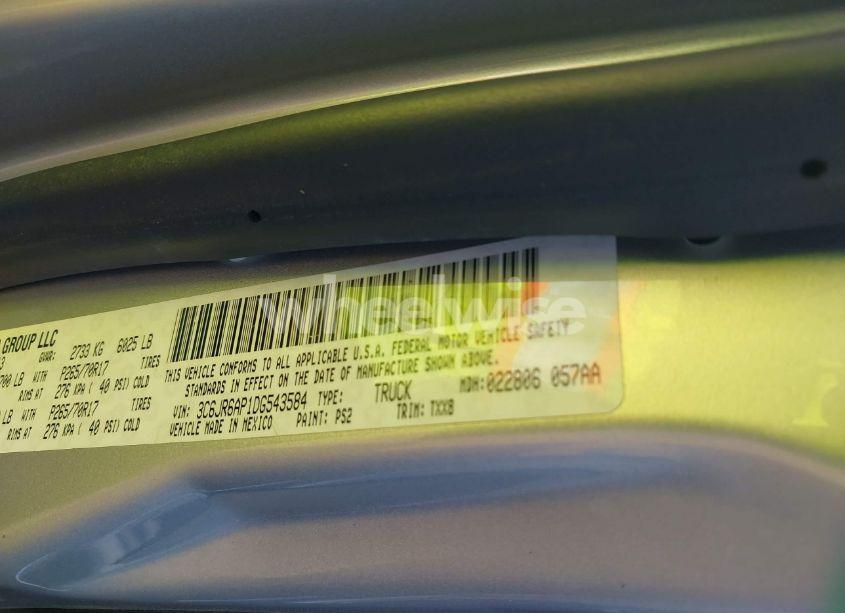 wheelwise
GROUP LLC
GVWR: 2733 KG 6025 LB
700 LB WITH P265/70R17 TIRES
RIMS AT 276 KPA ( 40 PSI) COLD
LB WITH P265/70R17 TIRES
RIMS AT 276 KPA ( 40 PSI) COLD
THIS VEHICLE CONFORMS TO ALL APPLICABLE U.S.A. FEDERAL MOTOR VEHICLE SAFETY
STANDARDS IN EFFECT ON THE DATE OF MANUFACTURE SHOWN ABOVE.
VIN: 3C6JR6AP1DG543584 TYPE: TRUCK MDH: 022806 057AA
VEHICLE MADE IN MEXICO PAINT: PS2 TRIM: TXX8